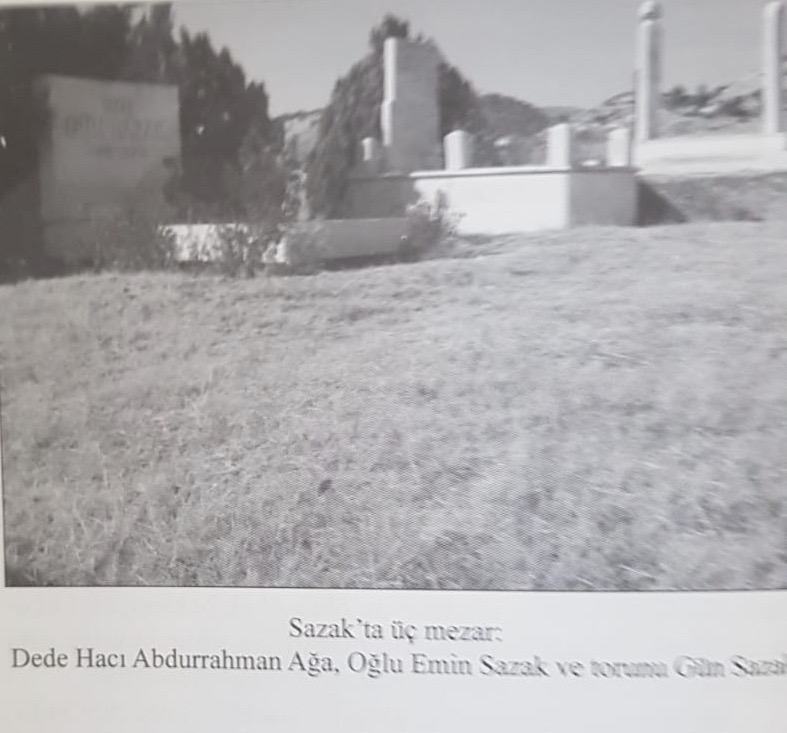 Sazak'ta üç mezar:
Dede Hacı Abdurrahman Ağa, Oğlu Emin Sazak ve torunu Gün